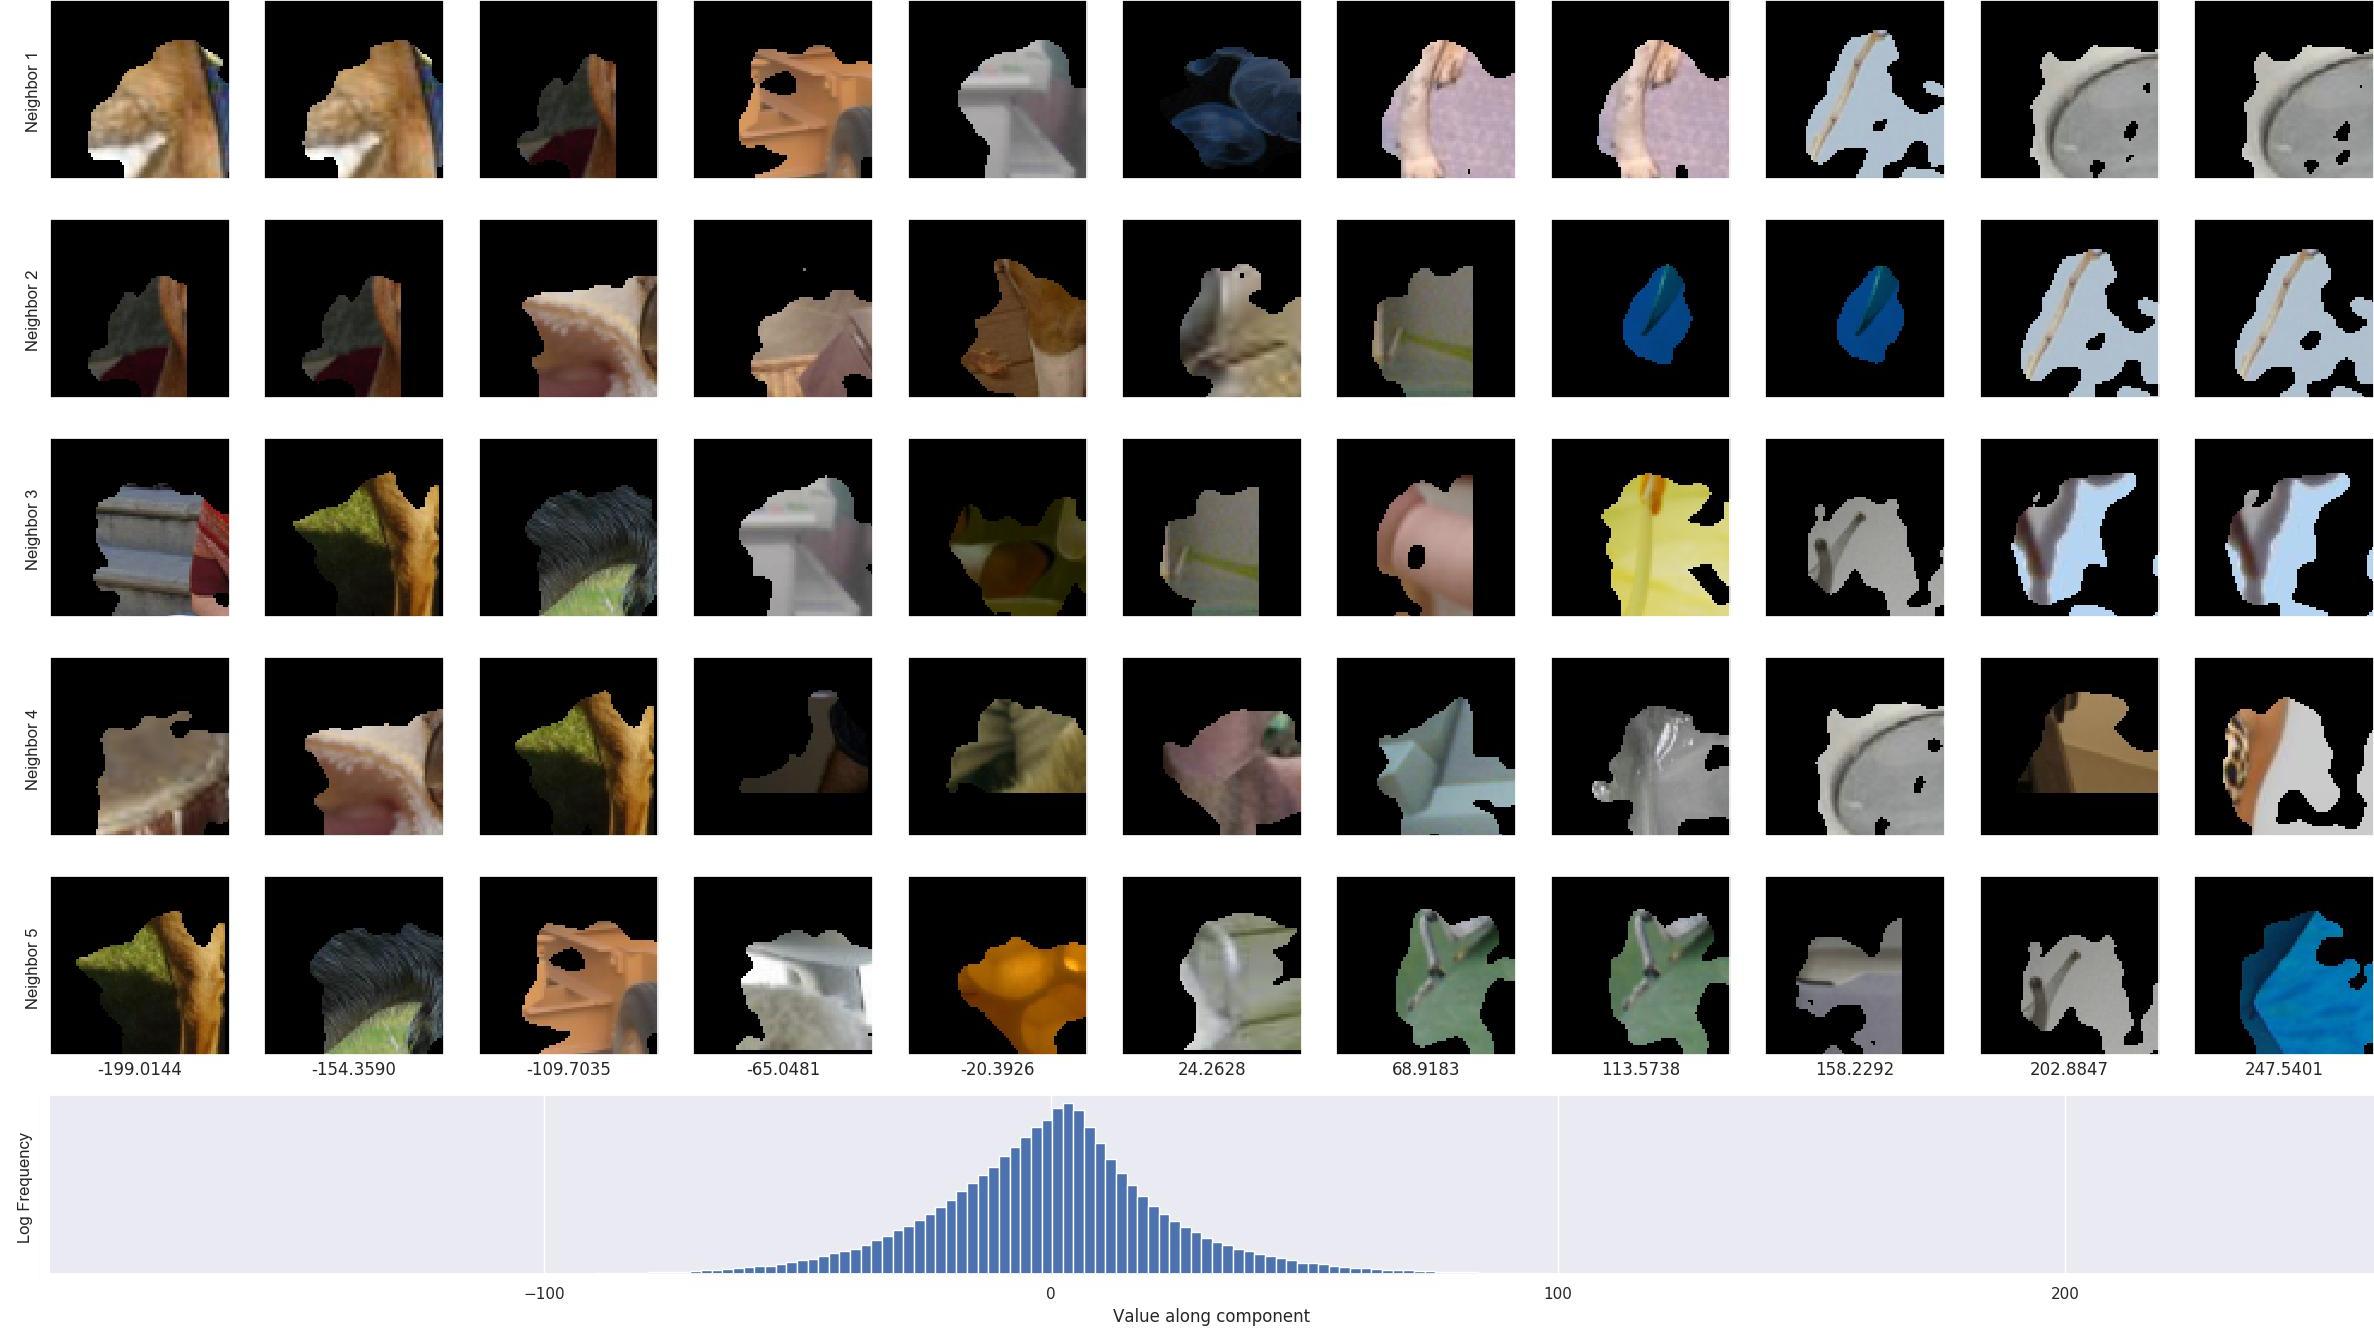 Neighbor 1
Neighbor 2
Neighbor 3
Neighbor 4
Neighbor 5
-199.0144 -154.3590 -109.7035 -65.0481 -20.3926 24.2628 68.9183 113.5738 158.2292 202.8847 247.5401
Log Frequency
−100 0 100 200
Value along component